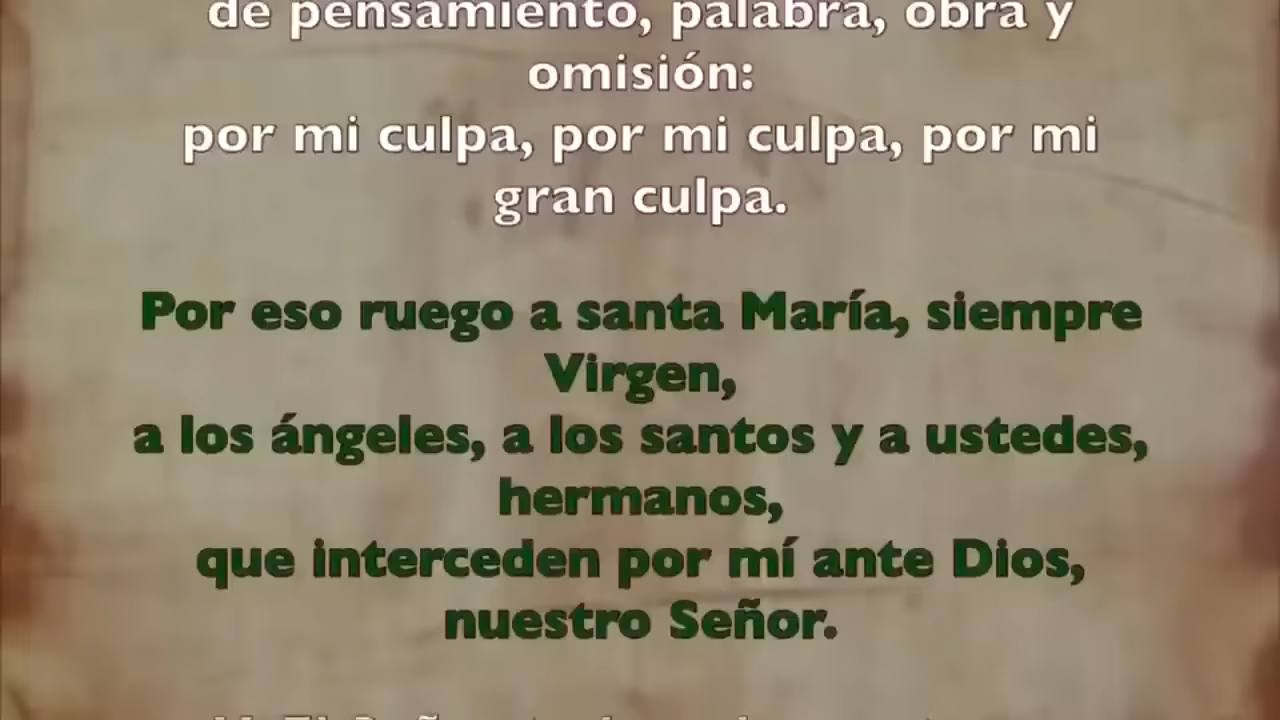 de pensamiento, palabra, obra y
omisión:
por mi culpa, por mi culpa, por mi
gran culpa.
Por eso ruego a santa María, siempre
Virgen,
a los ángeles, a los santos y a ustedes,
hermanos,
que interceden por mí ante Dios,
nuestro Señor.